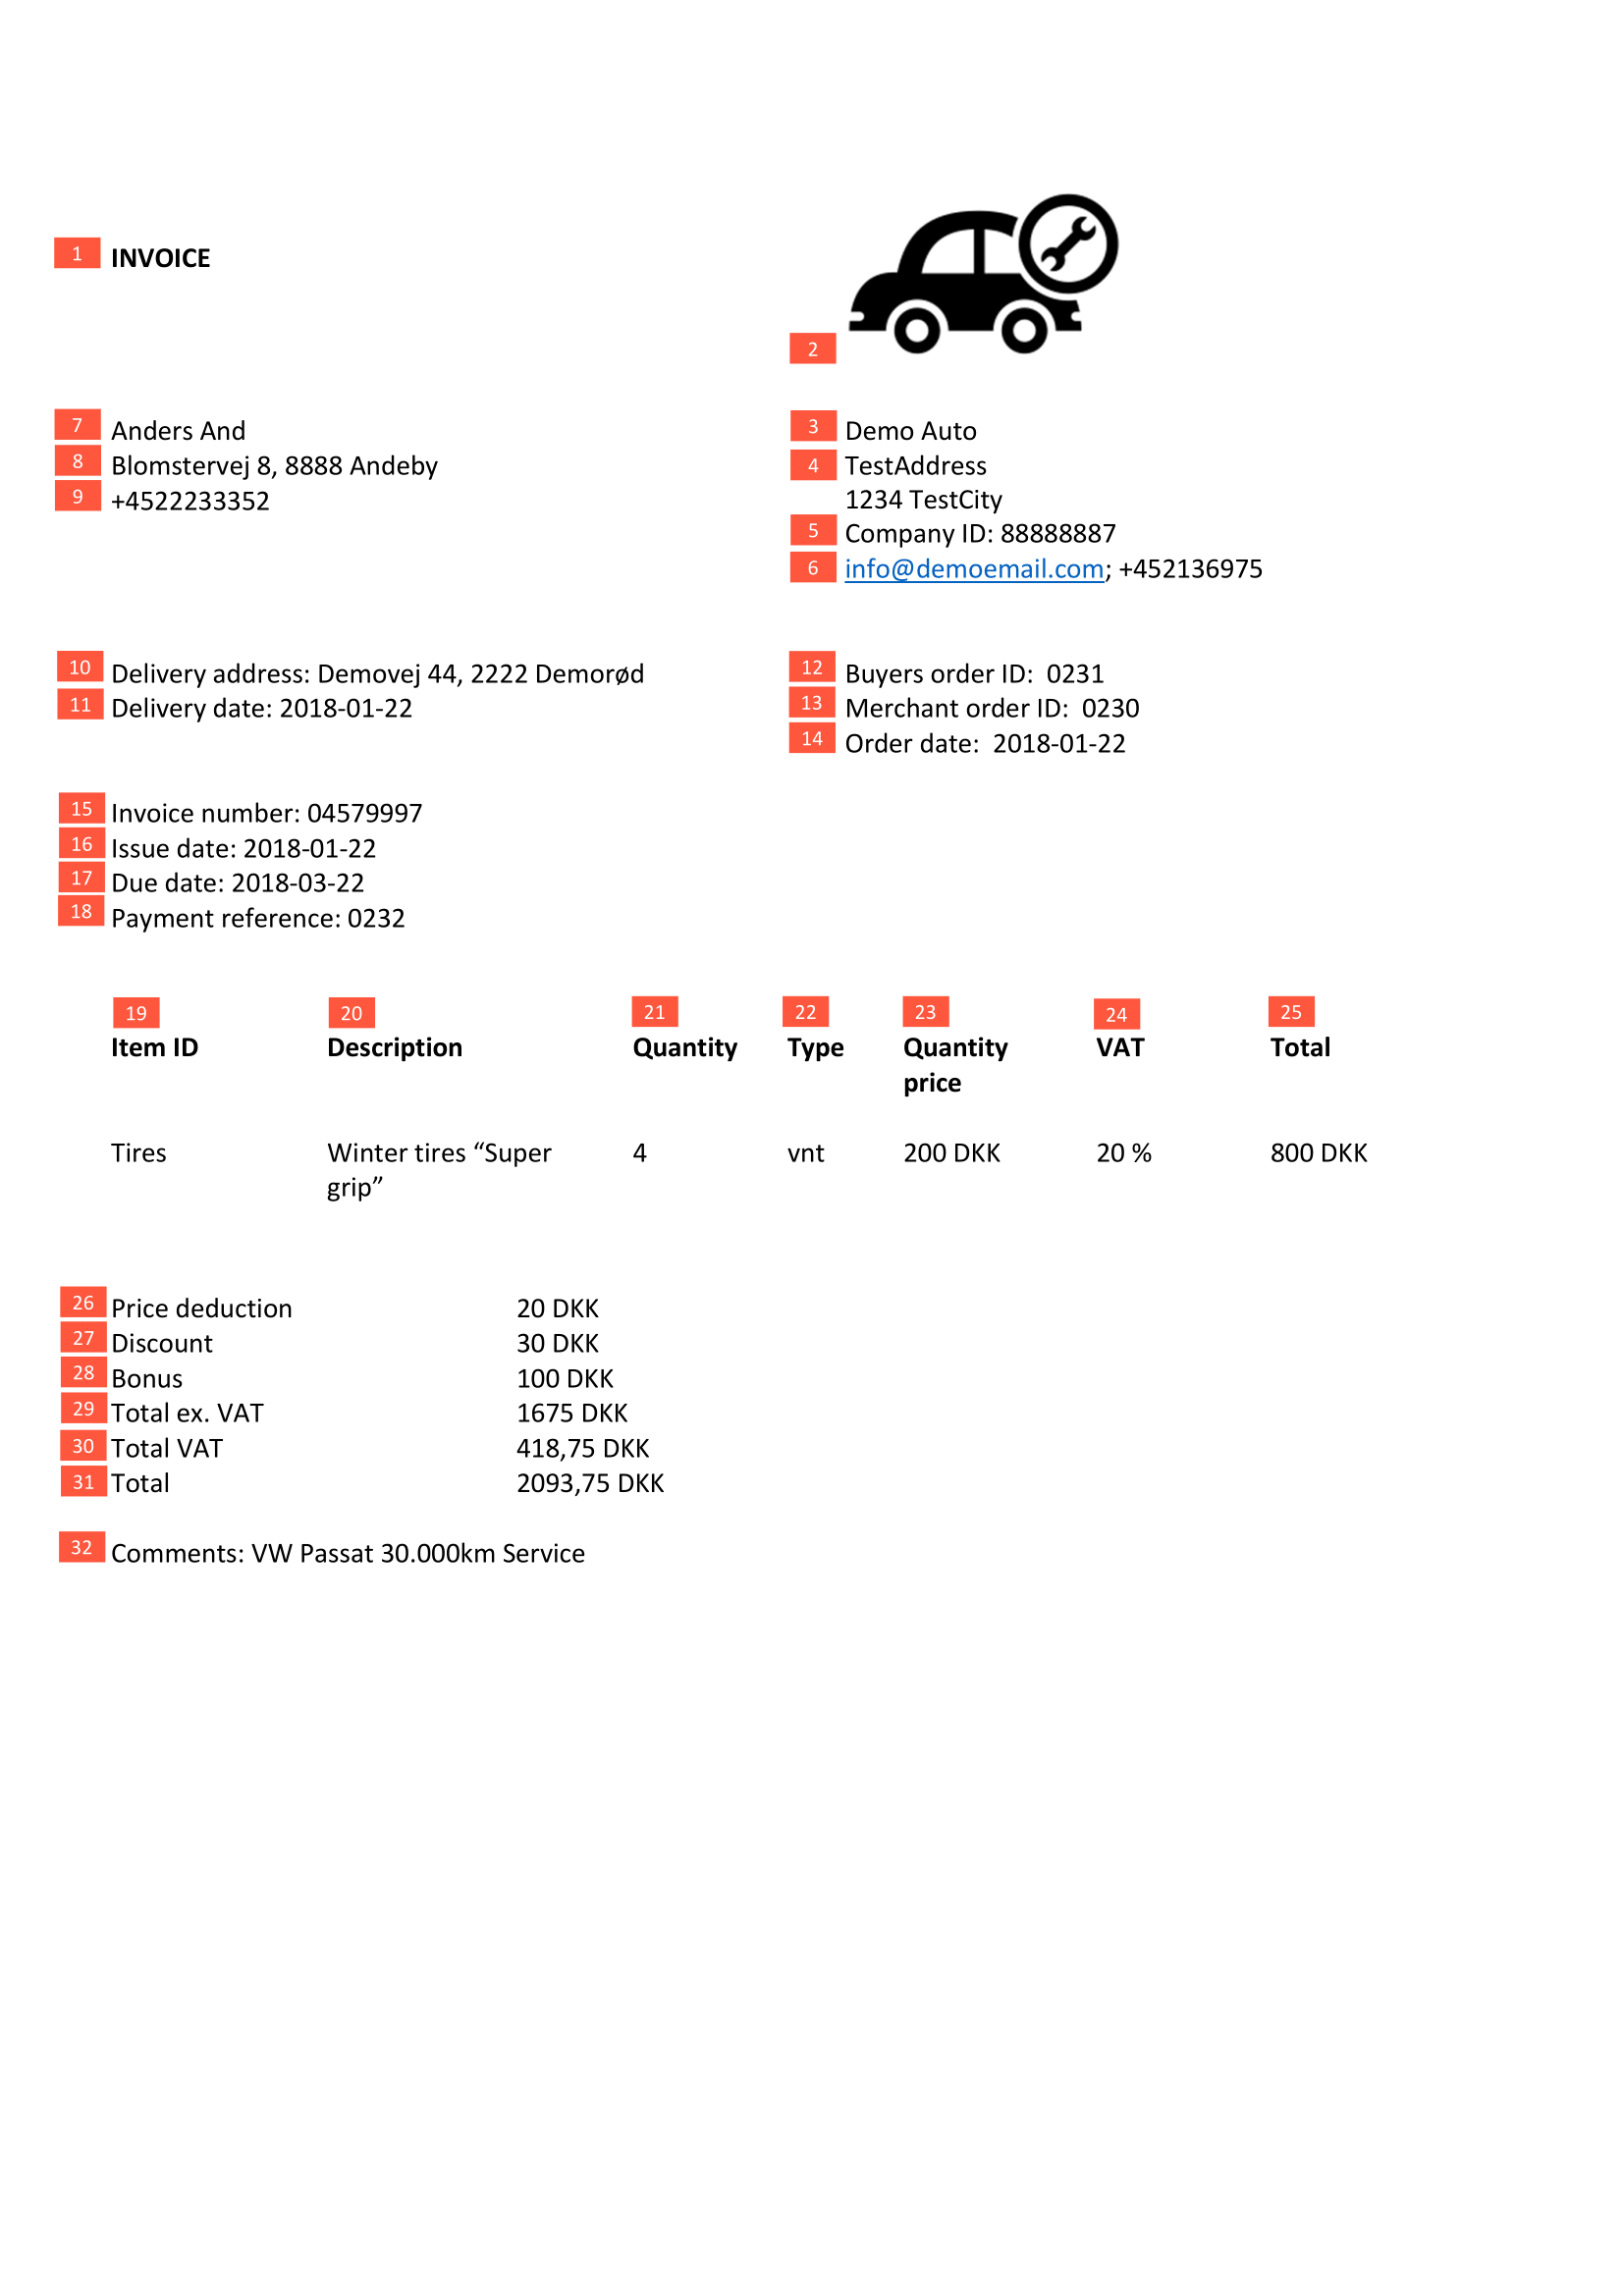 1 INVOICE
2
7 Anders And
8 Blomstervej 8, 8888 Andeby
9 +4522233352
3 Demo Auto
4 TestAddress
1234 TestCity
5 Company ID: 88888887
6 info@demoemail.com; +452136975
10 Delivery address: Demovej 44, 2222 Demorød
11 Delivery date: 2018-01-22
12 Buyers order ID: 0231
13 Merchant order ID: 0230
14 Order date: 2018-01-22
15 Invoice number: 04579997
16 Issue date: 2018-01-22
17 Due date: 2018-03-22
18 Payment reference: 0232
19 20 21 22 23 24 25
Item ID Description Quantity Type Quantity VAT Total
price
Tires Winter tires “Super 4 vnt 200 DKK 20 % 800 DKK
grip”
26 Price deduction 20 DKK
27 Discount 30 DKK
28 Bonus 100 DKK
29 Total ex. VAT 1675 DKK
30 Total VAT 418,75 DKK
31 Total 2093,75 DKK
32 Comments: VW Passat 30.000km Service